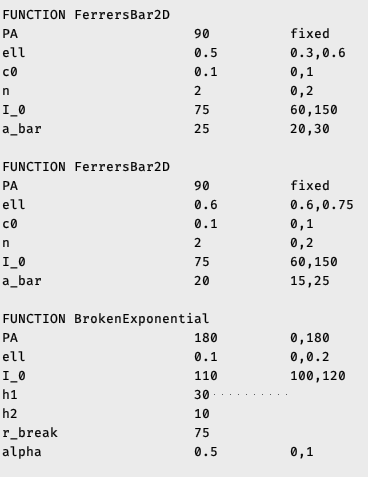 FUNCTION FerrersBar2D
PA 90 fixed
ell 0.5 0.3,0.6
c0 0.1 0,1
n 2 0,2
I_0 75 60,150
a_bar 25 20,30
FUNCTION FerrersBar2D
PA 90 fixed
ell 0.6 0.6,0.75
c0 0.1 0,1
n 2 0,2
I_0 75 60,150
a_bar 20 15,25
FUNCTION BrokenExponential
PA 180 0,180
ell 0.1 0,0.2
I_0 110 100,120
h1 30
h2 10
r_break 75
alpha 0.5 0,1